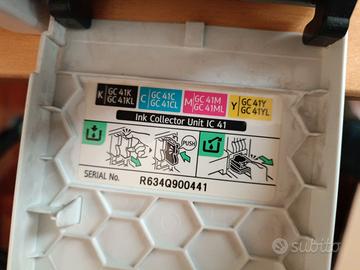 K GC 41K GC 41KL
C GC 41C GC 41CL
M GC 41M GC 41ML
Y GC 41Y GC 41YL
Ink Collector Unit IC 41
PUSH
SERIAL No. R634Q900441
subito